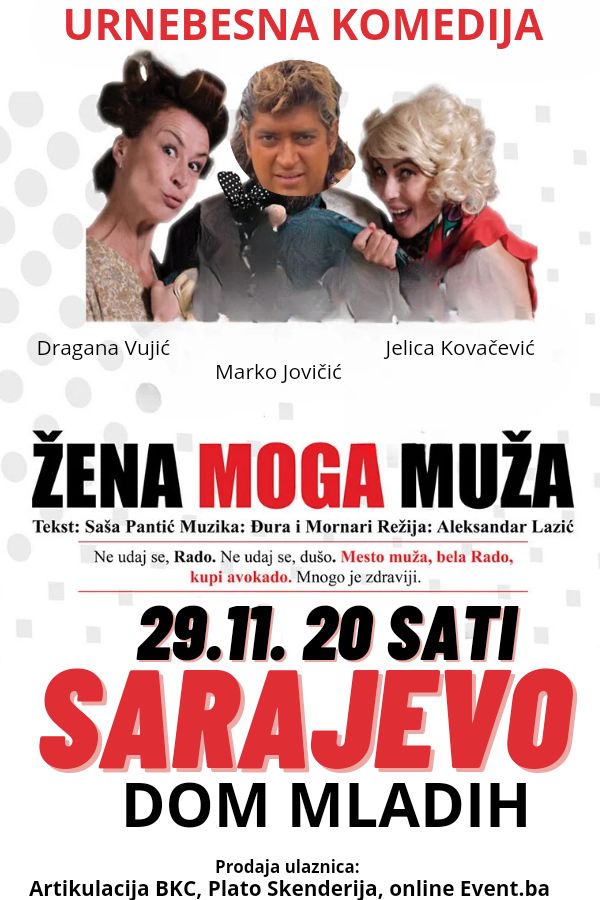 URNEBESNA KOMEDIJA
Dragana Vujić
Jelica Kovačević
Marko Jovičić
ŽENA MOGA MUŽA
Tekst: Saša Pantić Muzika: Đura i Mornari Režija: Aleksandar Lazić
Ne udaj se, Rado. Ne udaj se, dušo. Mesto muža, bela Rado,
kupi avokado. Mnogo je zdraviji.
29.11. 20 SATI
SARAJEVO
DOM MLADIH
Prodaja ulaznica:
Artikulacija BKC, Plato Skenderija, online Event.ba